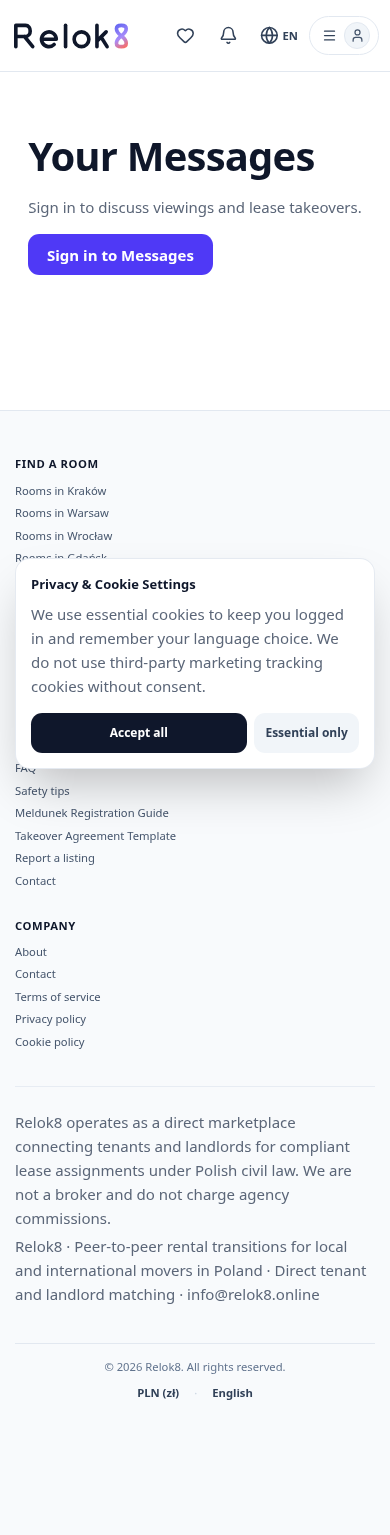 Relok8
EN
Your Messages
Sign in to discuss viewings and lease takeovers.
Sign in to Messages
FIND A ROOM
Rooms in Kraków
Rooms in Warsaw
Rooms in Wrocław
Rooms in Gdańsk
Privacy & Cookie Settings
We use essential cookies to keep you logged
in and remember your language choice. We
do not use third-party marketing tracking
cookies without consent.
Accept all
Essential only
FAQ
Safety tips
Meldunek Registration Guide
Takeover Agreement Template
Report a listing
Contact
COMPANY
About
Contact
Terms of service
Privacy policy
Cookie policy
Relok8 operates as a direct marketplace
connecting tenants and landlords for compliant
lease assignments under Polish civil law. We are
not a broker and do not charge agency
commissions.
Relok8 · Peer-to-peer rental transitions for local
and international movers in Poland · Direct tenant
and landlord matching · info@relok8.online
© 2026 Relok8. All rights reserved.
PLN (zł) · English